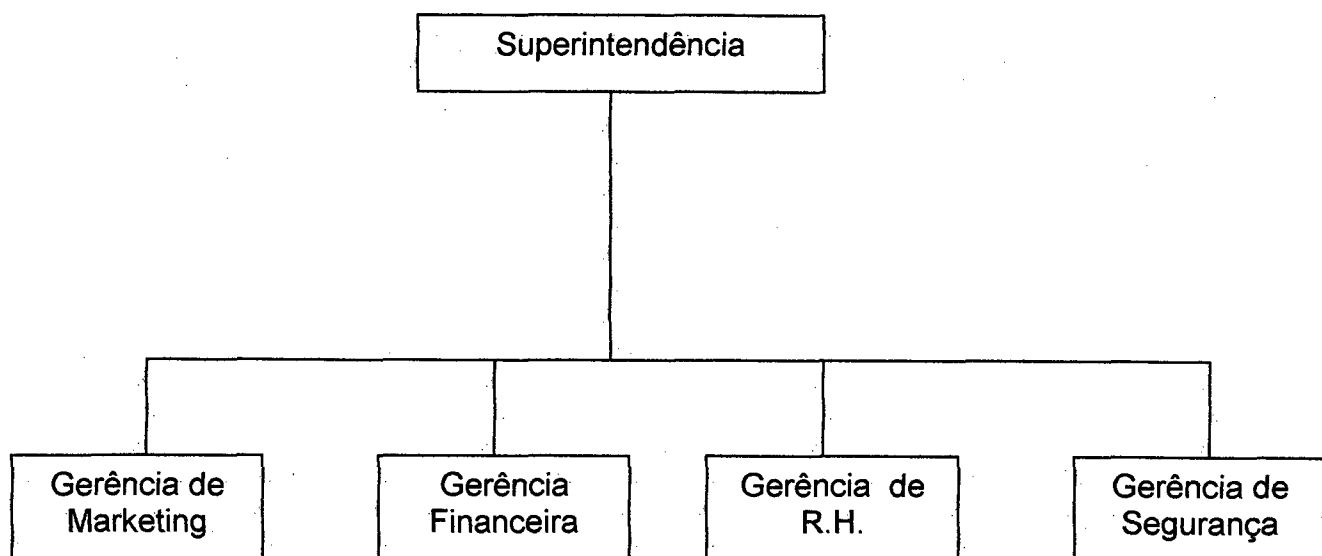 Superintendência
Gerência de
Marketing
Gerência
Financeira
Gerência de
R.H.
Gerência de
Segurança